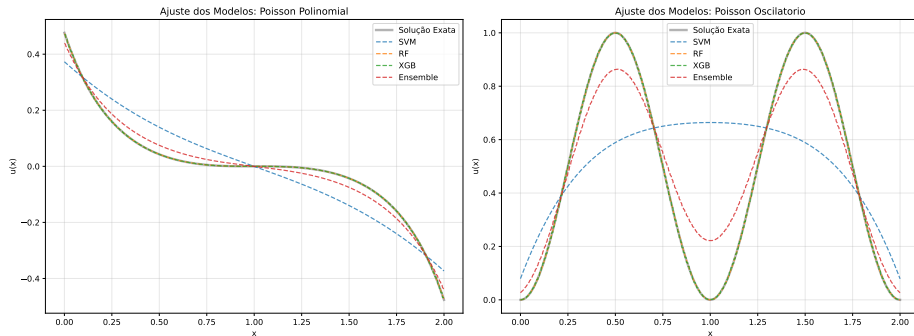 Ajuste dos Modelos: Poisson Polinomial
Solução Exata
SVM
RF
XGB
Ensemble
u(x)
0.4
0.2
0.0
−0.2
−0.4
0.00 0.25 0.50 0.75 1.00 1.25 1.50 1.75 2.00
x
Ajuste dos Modelos: Poisson Oscilatorio
Solução Exata
SVM
RF
XGB
Ensemble
u(x)
1.0
0.8
0.6
0.4
0.2
0.0
0.00 0.25 0.50 0.75 1.00 1.25 1.50 1.75 2.00
x